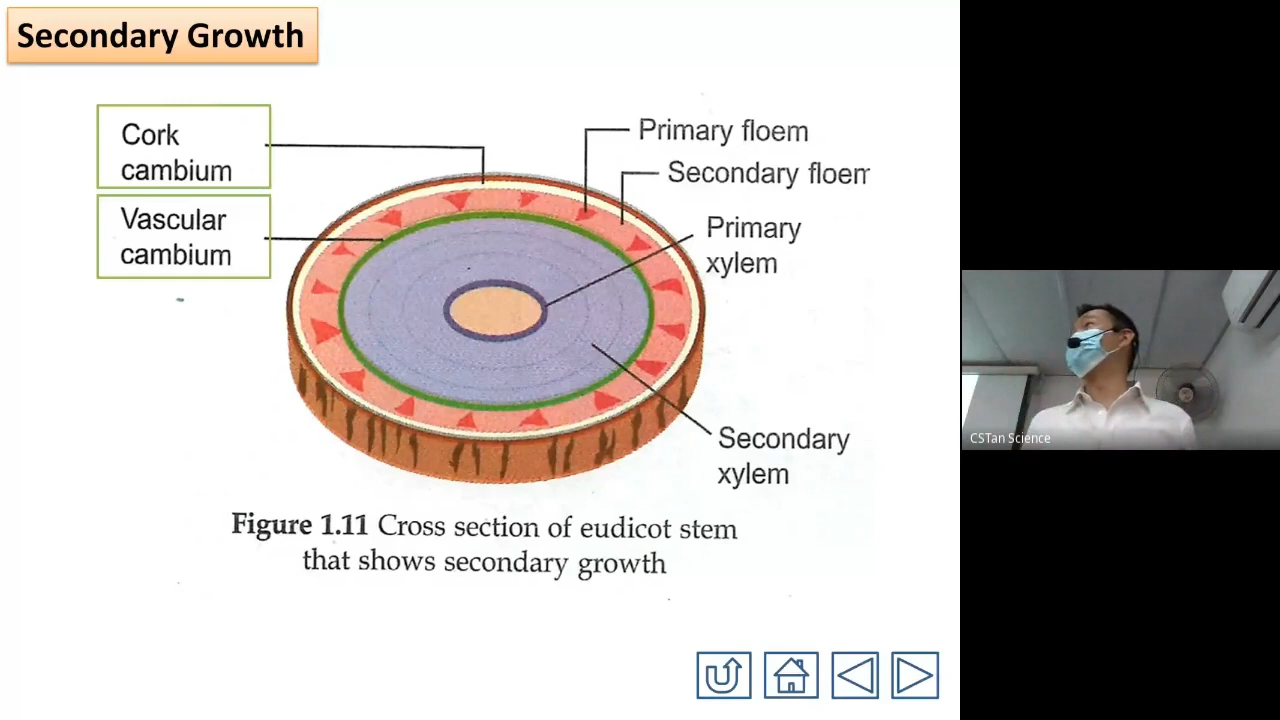 Secondary Growth
Cork
cambium
Vascular
cambium
Primary floem
Secondary floem
Primary
xylem
Secondary
xylem
Figure 1.11 Cross section of eudicot stem
that shows secondary growth
CSTan Science